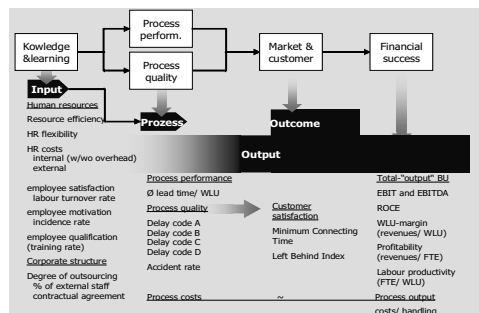 Process
perform.
Kowledge
&learning
Process
quality
Market &
customer
Financial
success
Input
Human resources
Resource efficiency
HR flexibility
HR costs
internal (w/wo overhead)
external
employee satisfaction
labour turnover rate
employee motivation
incidence rate
employee qualification
(training rate)
Corporate structure
Degree of outsourcing
% of external staff
contractual agreement
Prozess
Outcome
Output
Process performance
Ø lead time/ WLU
Process quality
Delay code A
Delay code B
Delay code C
Delay code D
Accident rate
Process costs
Customer
satisfaction
Minimum Connecting
Time
Left Behind Index
~
Total-"output" BU
EBIT and EBITDA
ROCE
WLU-margin
(revenues/ WLU)
Profitability
(revenues/ FTE)
Labour productivity
(FTE/ WLU)
Process output
costs/ handling